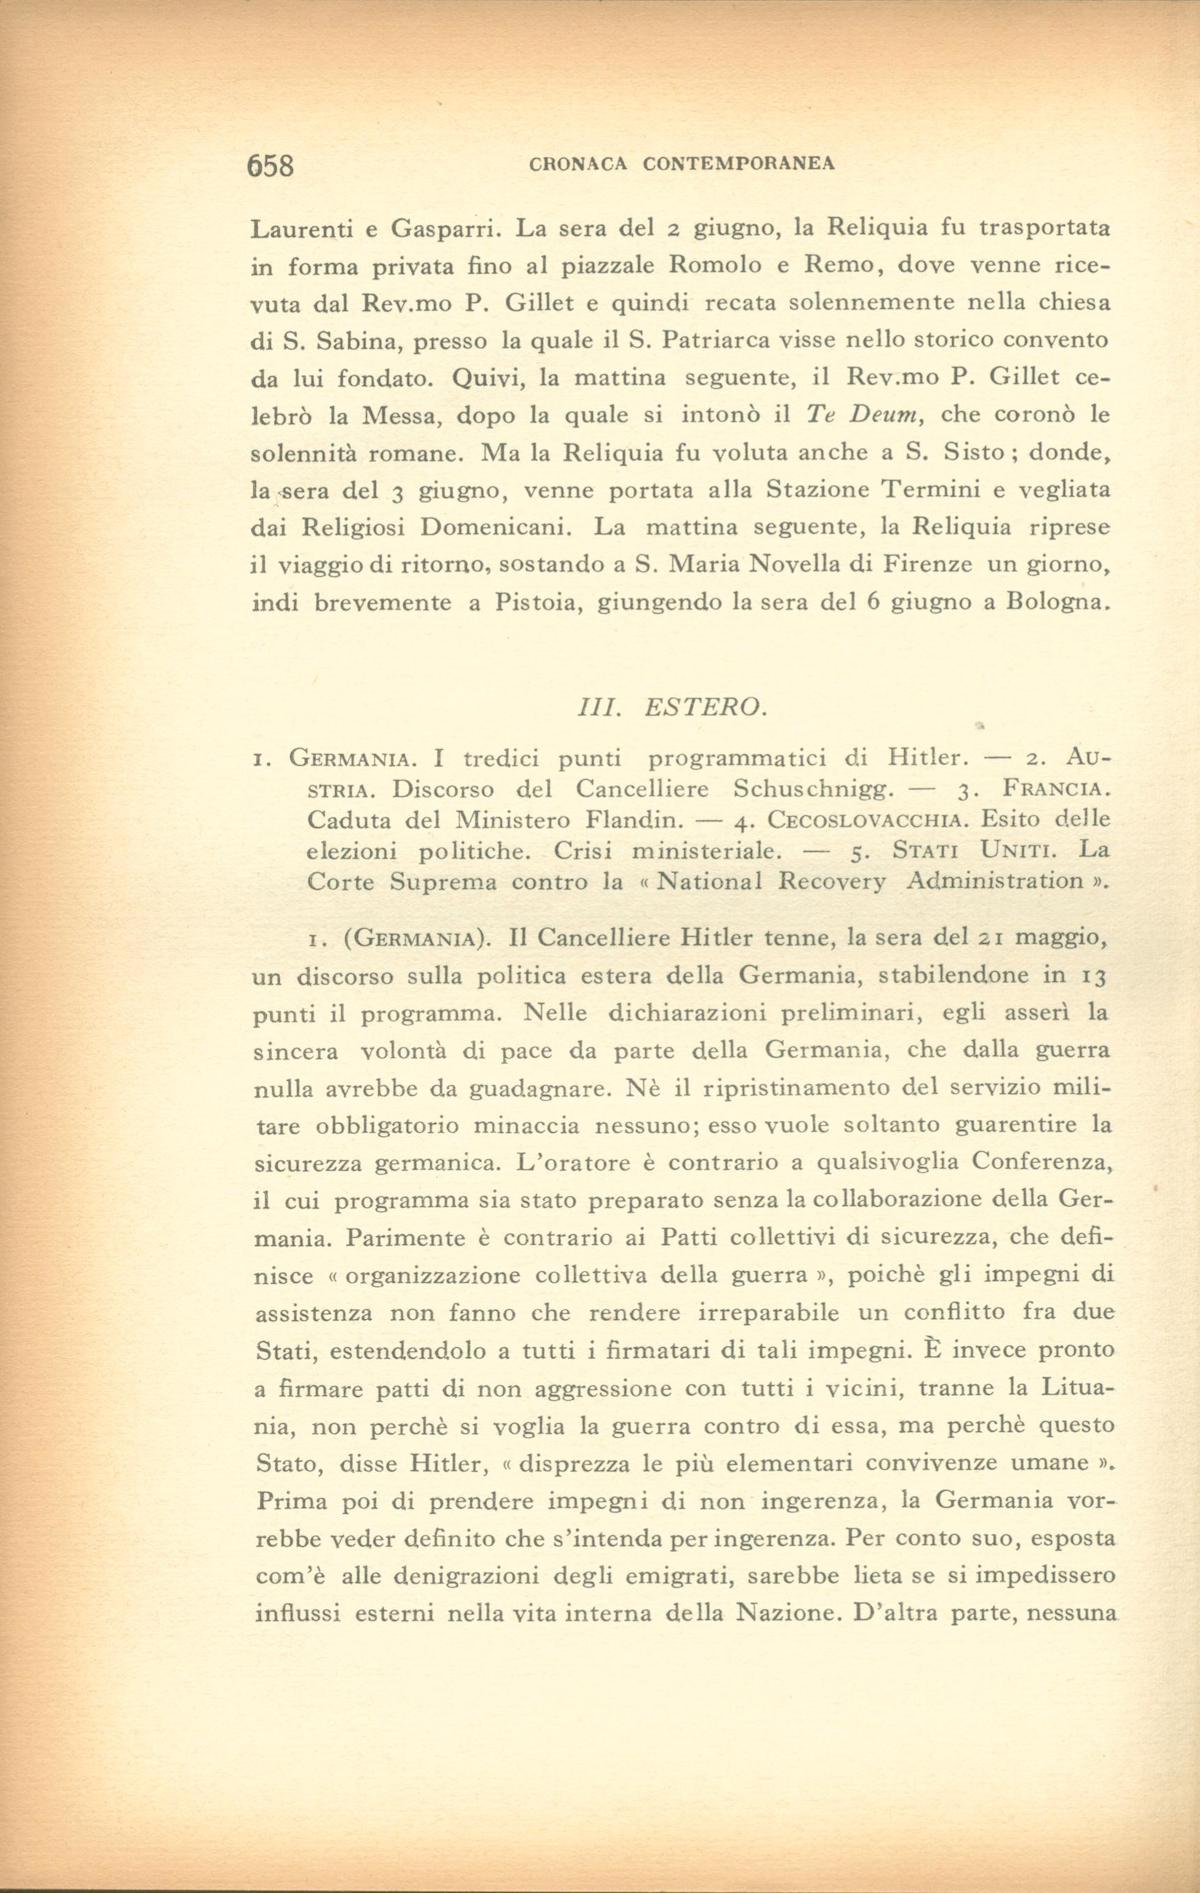 658 CRONACA CONTEMPORANEA
Laurenti e Gasparri. La sera del 2 giugno, la Reliquia fu trasportata
in forma privata fino al piazzale Romolo e Remo, dove venne rice-
vuta dal Rev.mo P. Gillet e quindi recata solennemente nella chiesa
di S. Sabina, presso la quale il S. Patriarca visse nello storico convento
da lui fondato. Quivi, la mattina seguente, il Rev.mo P. Gillet ce-
lebrò la Messa, dopo la quale si intonò il Te Deum, che coronò le
solennità romane. Ma la Reliquia fu voluta anche a S. Sisto; donde,
la sera del 3 giugno, venne portata alla Stazione Termini e vegliata
dai Religiosi Domenicani. La mattina seguente, la Reliquia riprese
il viaggio di ritorno, sostando a S. Maria Novella di Firenze un giorno,
indi brevemente a Pistoia, giungendo la sera del 6 giugno a Bologna.
III. ESTERO.
1. GERMANIA. I tredici punti programmatici di Hitler. — 2. AU-
STRIA. Discorso del Cancelliere Schuschnigg. — 3. FRANCIA.
Caduta del Ministero Flandin. — 4. CECOSLOVACCHIA. Esito delle
elezioni politiche. Crisi ministeriale. — 5. STATI UNITI. La
Corte Suprema contro la « National Recovery Administration ».
1. (GERMANIA). Il Cancelliere Hitler tenne, la sera del 21 maggio,
un discorso sulla politica estera della Germania, stabilendone in 13
punti il programma. Nelle dichiarazioni preliminari, egli asserì la
sincera volontà di pace da parte della Germania, che dalla guerra
nulla avrebbe da guadagnare. Nè il ripristinamento del servizio mili-
tare obbligatorio minaccia nessuno; esso vuole soltanto guarentire la
sicurezza germanica. L'oratore è contrario a qualsivoglia Conferenza,
il cui programma sia stato preparato senza la collaborazione della Ger-
mania. Parimente è contrario ai Patti collettivi di sicurezza, che defi-
nisce « organizzazione collettiva della guerra », poichè gli impegni di
assistenza non fanno che rendere irreparabile un conflitto fra due
Stati, estendendolo a tutti i firmatari di tali impegni. È invece pronto
a firmare patti di non aggressione con tutti i vicini, tranne la Litua-
nia, non perchè si voglia la guerra contro di essa, ma perchè questo
Stato, disse Hitler, « disprezza le più elementari convivenze umane ».
Prima poi di prendere impegni di non ingerenza, la Germania vor-
rebbe veder definito che s'intenda per ingerenza. Per conto suo, esposta
com'è alle denigrazioni degli emigrati, sarebbe lieta se si impedissero
influssi esterni nella vita interna della Nazione. D'altra parte, nessuna